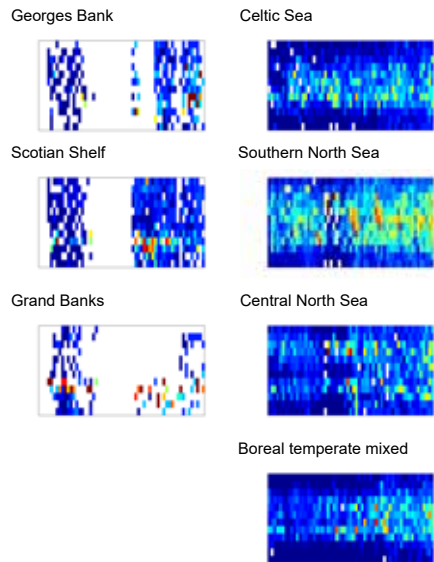 Georges Bank
Celtic Sea
Scotian Shelf
Southern North Sea
Grand Banks
Central North Sea
Boreal temperate mixed